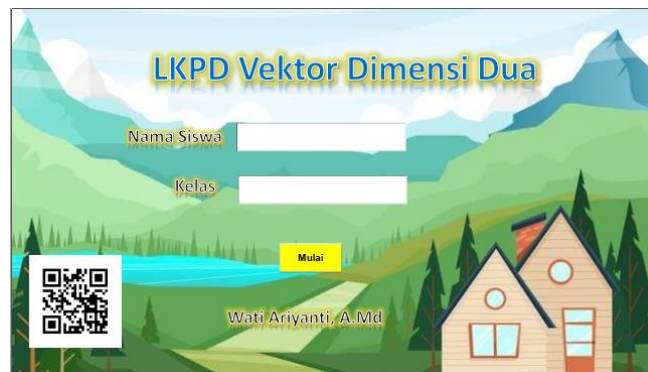 LKPD Vektor Dimensi Dua
Nama Siswa
Kelas
Mulai
Wati Ariyanti, A.Md